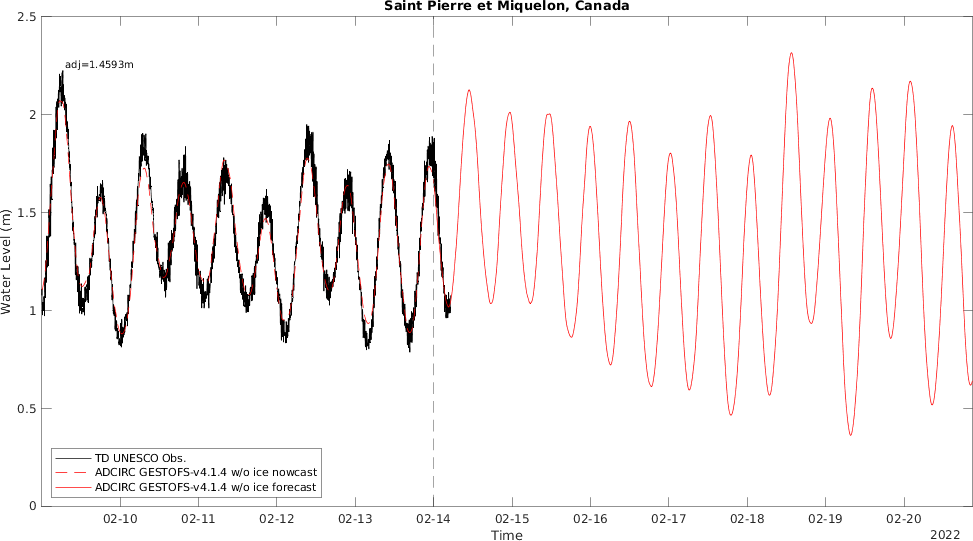 Saint Pierre et Miquelon, Canada
2.5
adj=1.4593m
2
1.5
Water Level (m)
1
0.5
TD UNESCO Obs.
ADCIRC GESTOFS-v4.1.4 w/o ice nowcast
ADCIRC GESTOFS-v4.1.4 w/o ice forecast
0
02-10 02-11 02-12 02-13 02-14 02-15 02-16 02-17 02-18 02-19 02-20
Time
2022